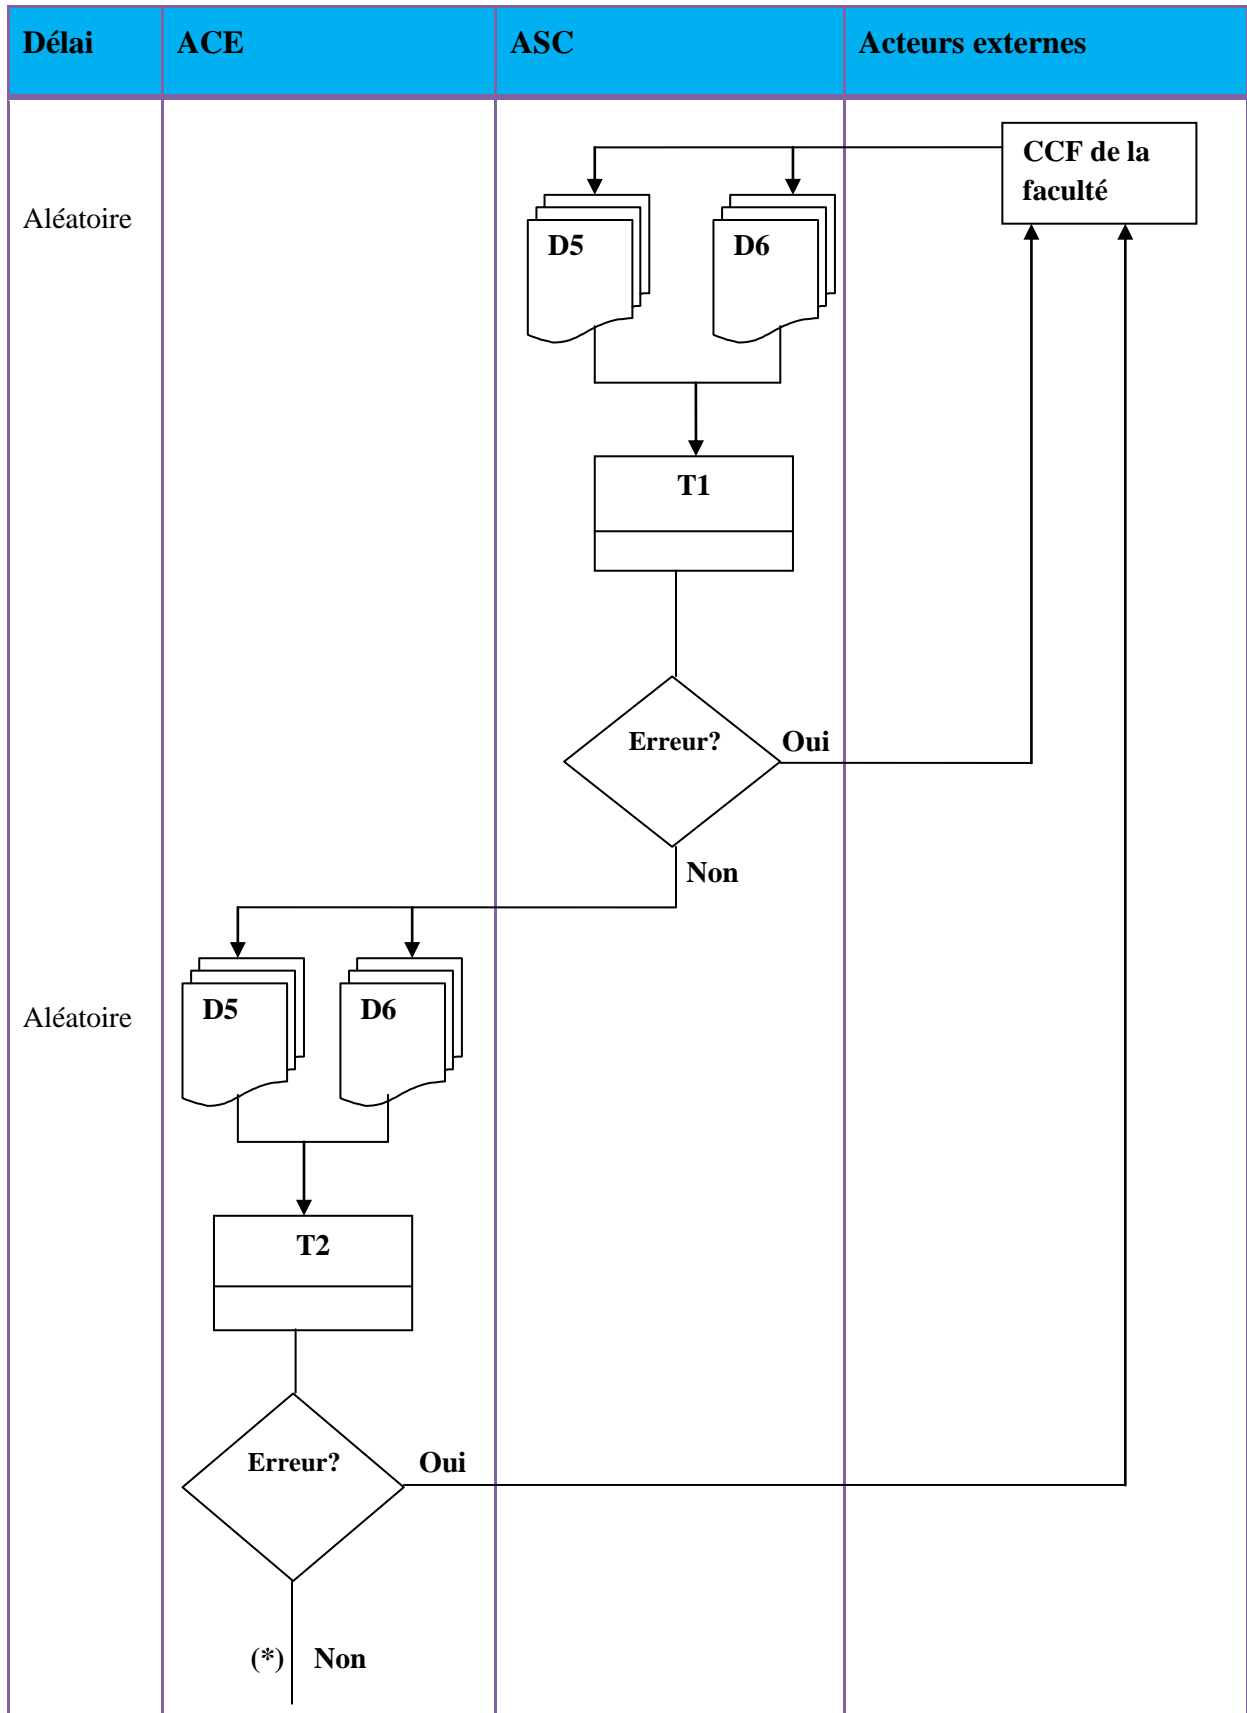 Délai
ACE
ASC
Acteurs externes
CCF de la
faculté
Aléatoire
D5
D6
T1
Erreur?
Oui
Non
Aléatoire
D5
D6
T2
Erreur?
Oui
(*)
Non